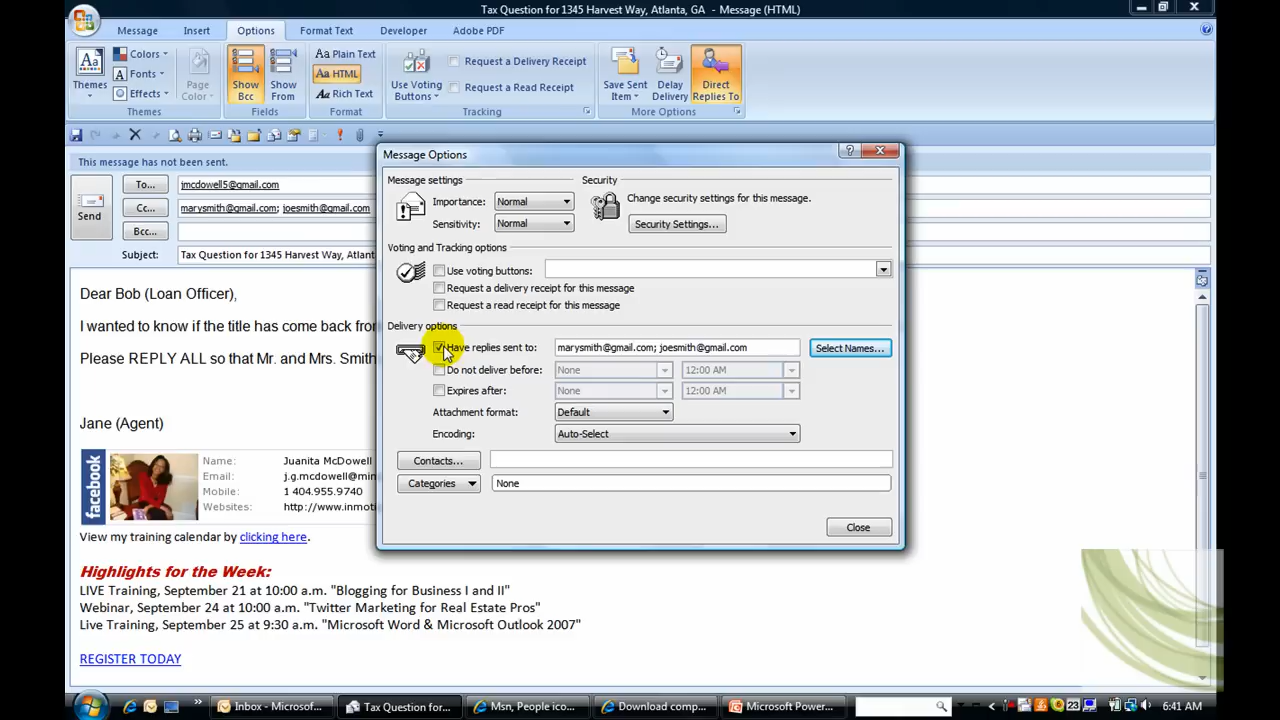 Tax Question for 1345 Harvest Way, Atlanta, GA - Message (HTML)
Message Insert Options Format Text Developer Adobe PDF
Colors Plain Text Request a Delivery Receipt
Aa Fonts Aa HTML Request a Read Receipt
Effects Aa Rich Text
Themes Page Color Show Bcc Show From Use Voting Buttons Save Sent Item Delay Delivery Direct Replies To
Themes Fields Format Tracking More Options
This message has not been sent.
To... jmcdowell5@gmail.com
Send Cc... marysmith@gmail.com; joesmith@gmail.com
Bcc...
Subject: Tax Question for 1345 Harvest Way, Atlanta
Dear Bob (Loan Officer),
I wanted to know if the title has come back from
Please REPLY ALL so that Mr. and Mrs. Smith
Jane (Agent)
facebook
Name: Juanita McDowell
Email: j.g.mcdowell@min
Mobile: 1 404.955.9740
Websites: http://www.inmoti
View my training calendar by clicking here.
Highlights for the Week:
LIVE Training, September 21 at 10:00 a.m. "Blogging for Business I and II"
Webinar, September 24 at 10:00 a.m. "Twitter Marketing for Real Estate Pros"
Live Training, September 25 at 9:30 a.m. "Microsoft Word & Microsoft Outlook 2007"
REGISTER TODAY
Message Options
Message settings Security
Importance: Normal Change security settings for this message.
Sensitivity: Normal Security Settings...
Voting and Tracking options
Use voting buttons:
Request a delivery receipt for this message
Request a read receipt for this message
Delivery options
Have replies sent to: marysmith@gmail.com; joesmith@gmail.com Select Names...
Do not deliver before: None 12:00 AM
Expires after: None 12:00 AM
Attachment format: Default
Encoding: Auto-Select
Contacts...
Categories None
Close
Inbox - Microsof... Tax Question for... Msn, People ico... Download comp... Microsoft Power... 23 6:41 AM